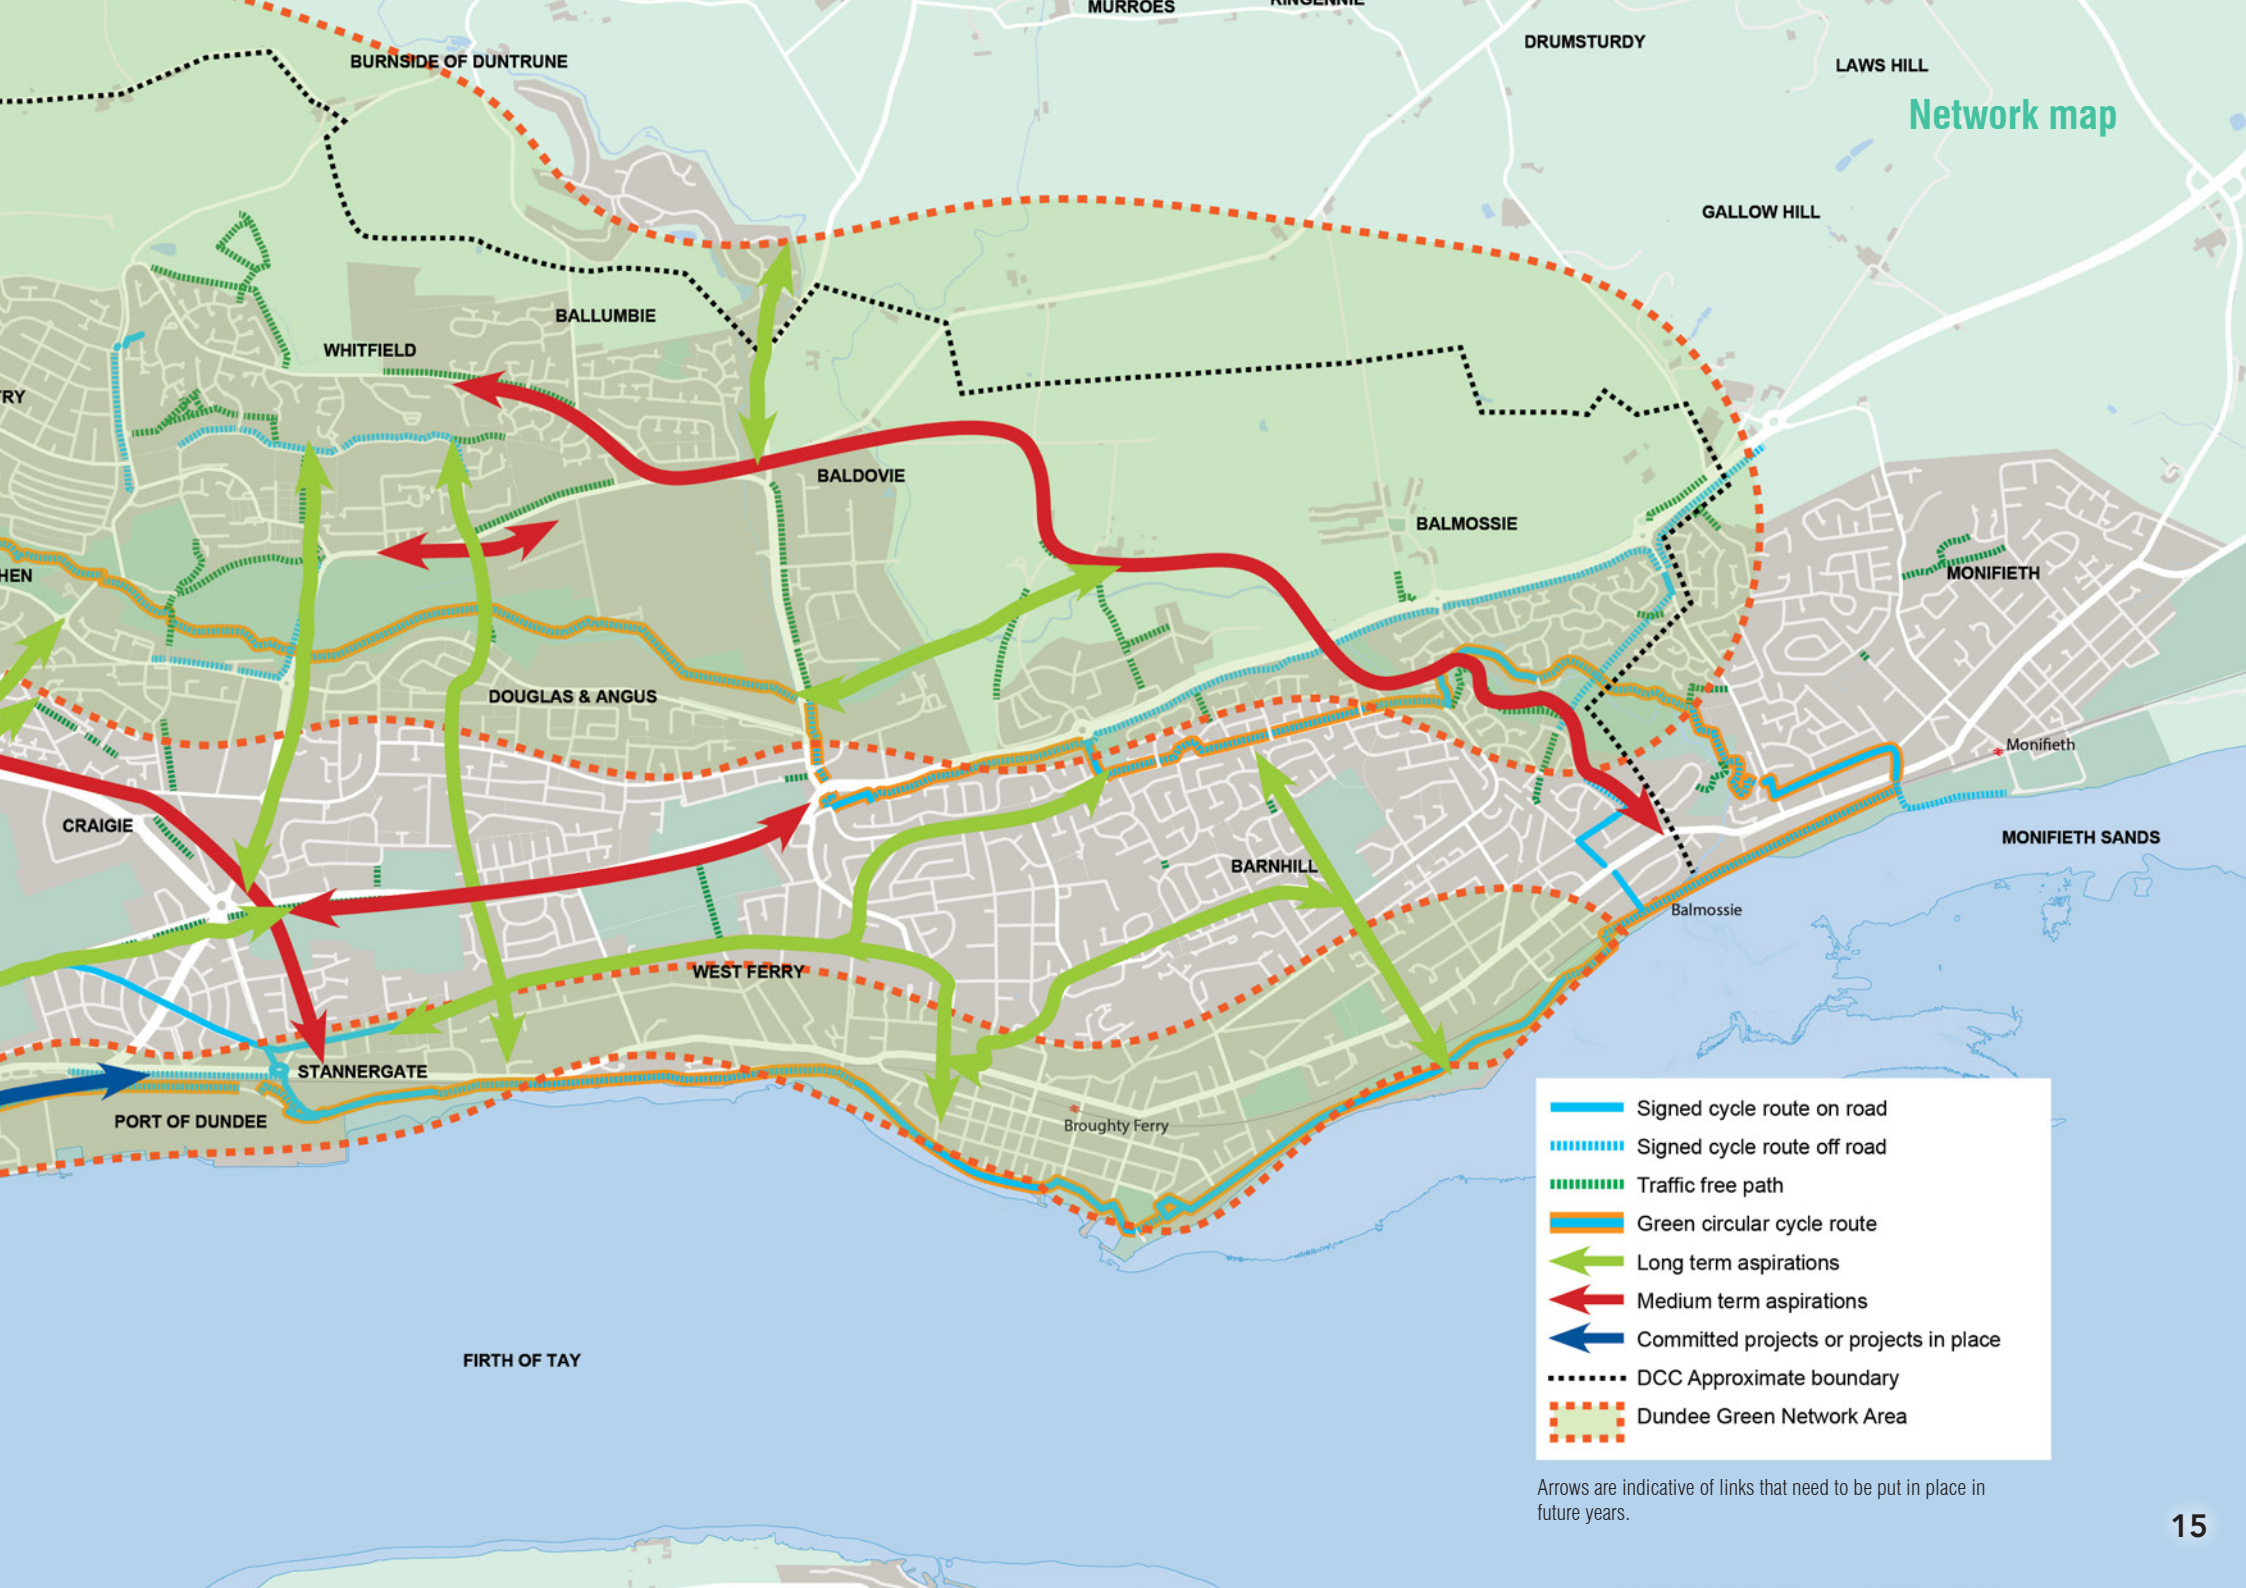 MURROES
KINGENNIE
DRUMSTURDY
LAWS HILL
BURNSIDE OF DUNTRUNE
Network map
GALLOW HILL
BALLUMBIE
WHITFIELD
RY
BALDOVIE
BALMOSSIE
HEN
MONIFIETH
DOUGLAS & ANGUS
Monifieth
CRAIGIE
MONIFIETH SANDS
BARNHILL
Balmossie
WEST FERRY
STANNERGATE
PORT OF DUNDEE
Broughty Ferry
FIRTH OF TAY
Signed cycle route on road
Signed cycle route off road
Traffic free path
Green circular cycle route
Long term aspirations
Medium term aspirations
Committed projects or projects in place
DCC Approximate boundary
Dundee Green Network Area
Arrows are indicative of links that need to be put in place in
future years.
15